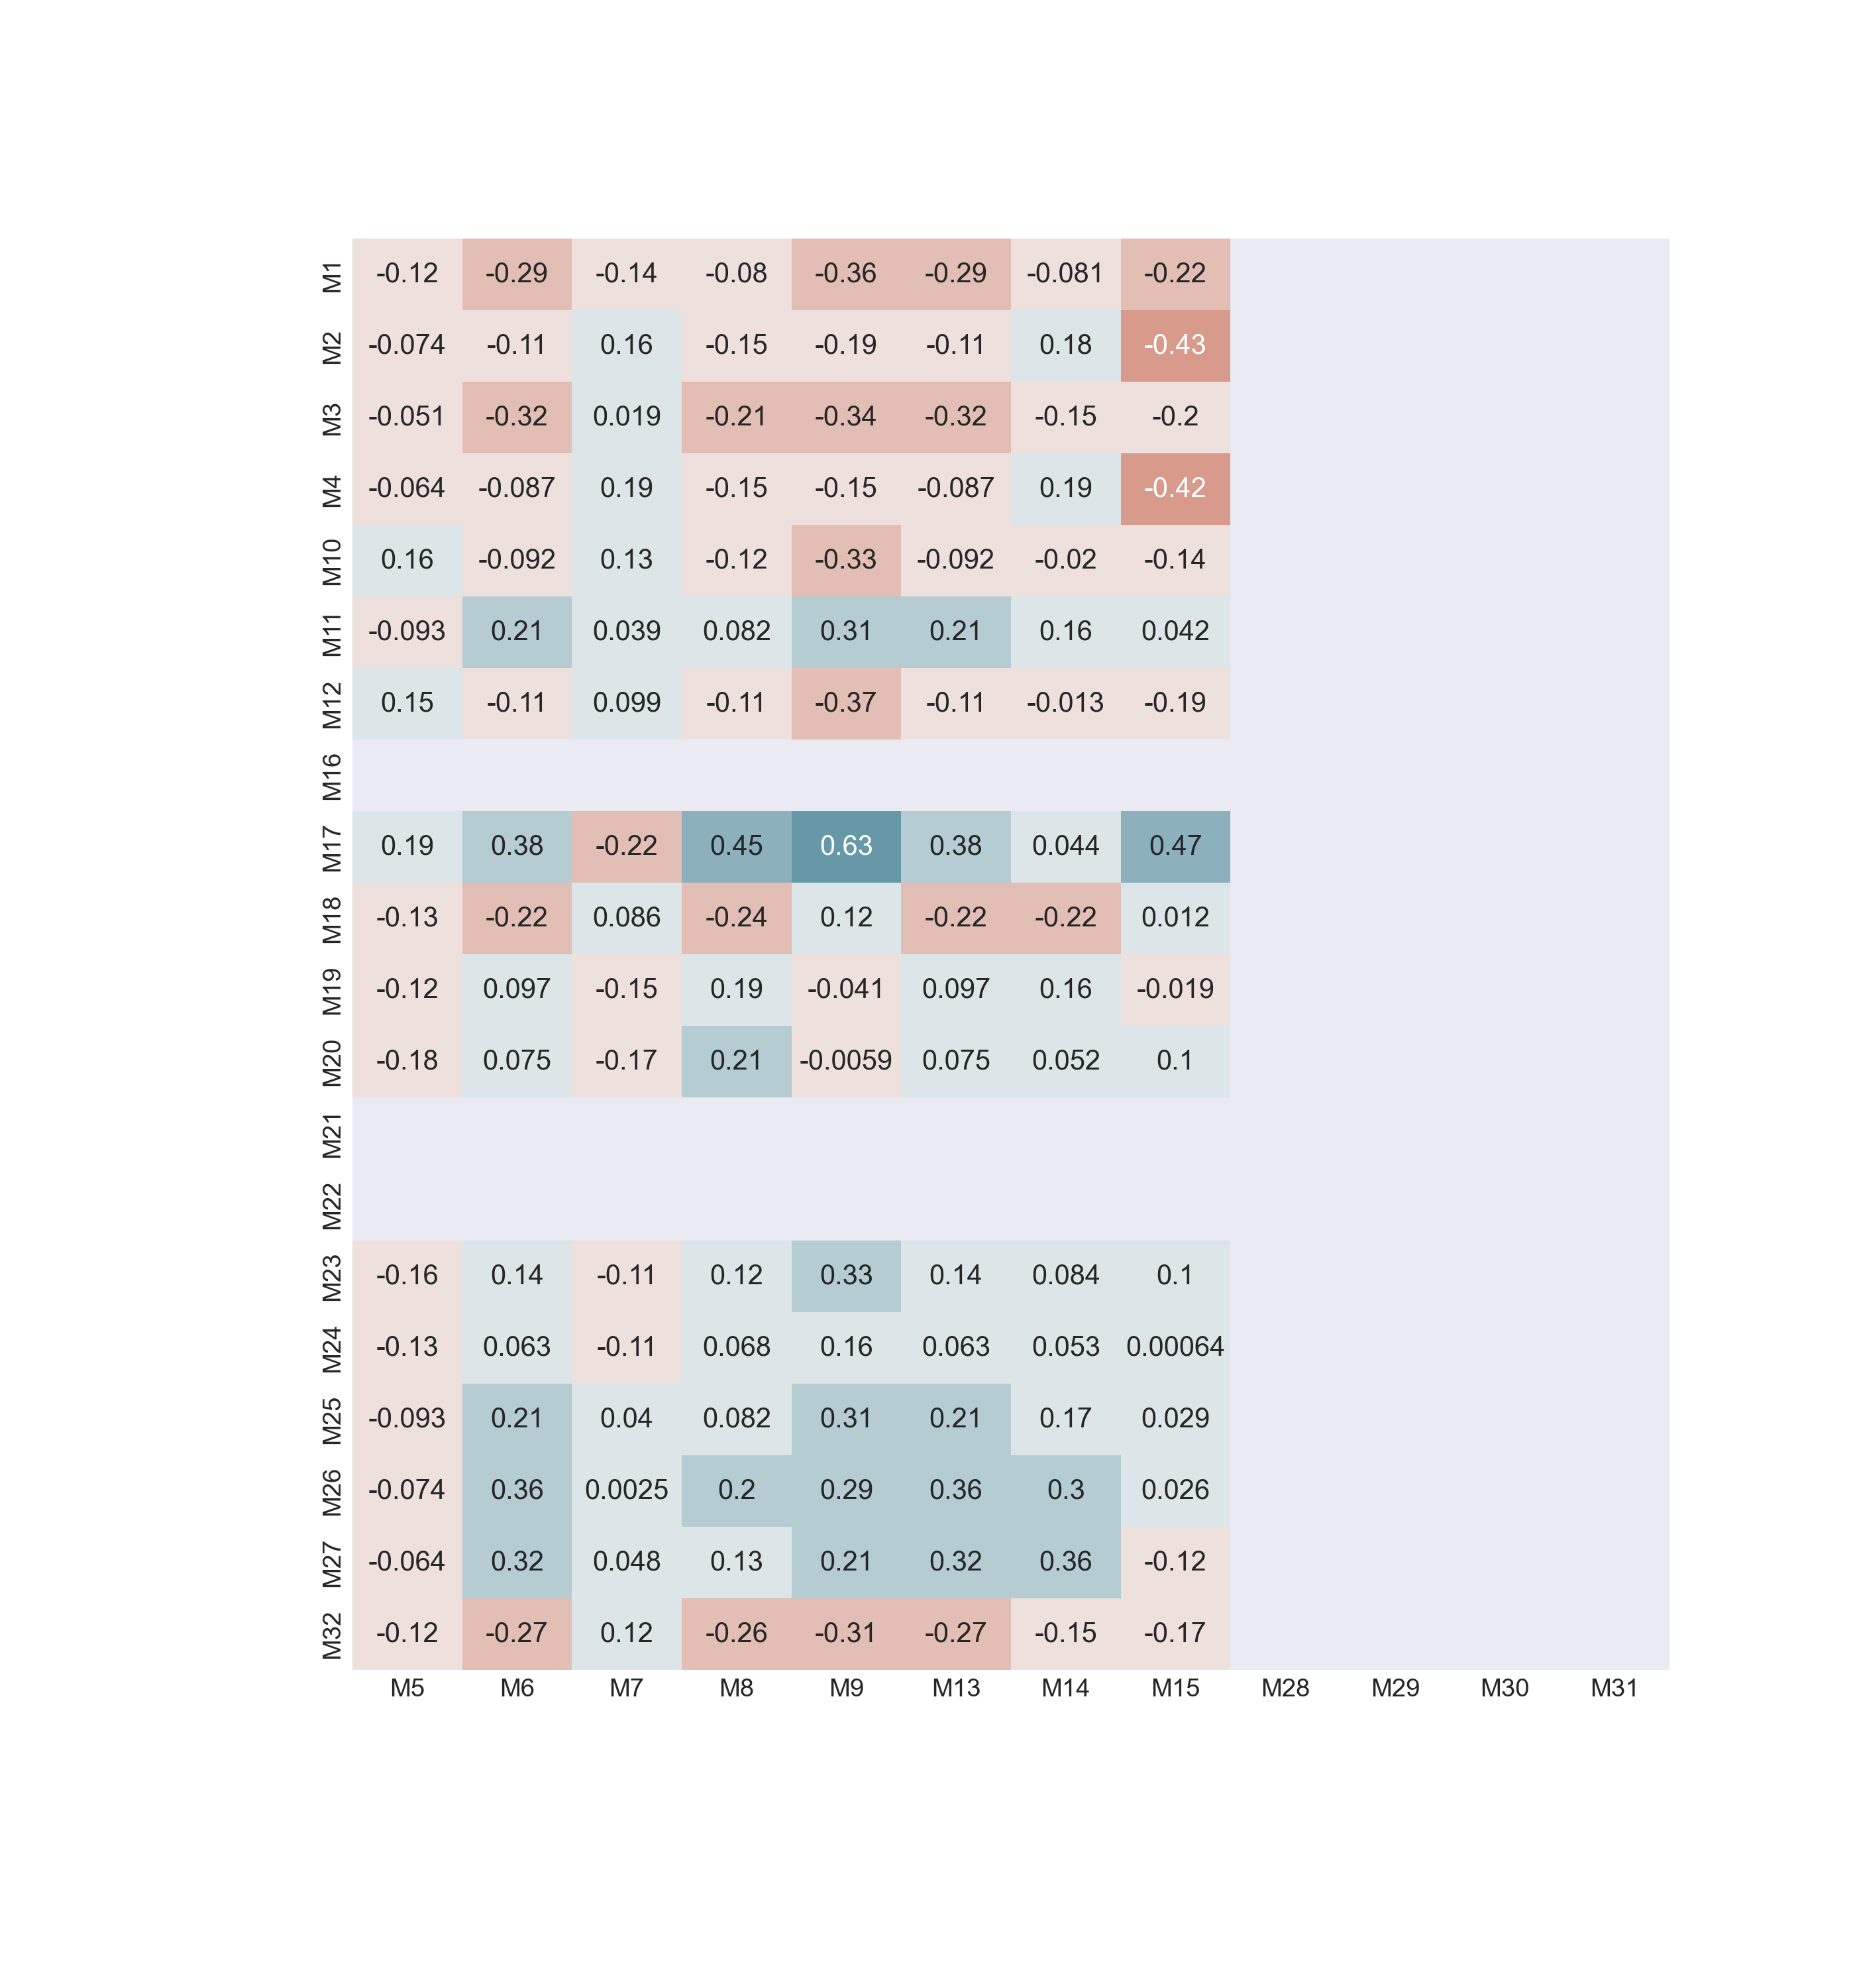 M1 -0.12 -0.29 -0.14 -0.08 -0.36 -0.29 -0.081 -0.22
M2 -0.074 -0.11 0.16 -0.15 -0.19 -0.11 0.18 -0.43
M3 -0.051 -0.32 0.019 -0.21 -0.34 -0.32 -0.15 -0.2
M4 -0.064 -0.087 0.19 -0.15 -0.15 -0.087 0.19 -0.42
M10 0.16 -0.092 0.13 -0.12 -0.33 -0.092 -0.02 -0.14
M11 -0.093 0.21 0.039 0.082 0.31 0.21 0.16 0.042
M12 0.15 -0.11 0.099 -0.11 -0.37 -0.11 -0.013 -0.19
M16
M17 0.19 0.38 -0.22 0.45 0.63 0.38 0.044 0.47
M18 -0.13 -0.22 0.086 -0.24 0.12 -0.22 -0.22 0.012
M19 -0.12 0.097 -0.15 0.19 -0.041 0.097 0.16 -0.019
M20 -0.18 0.075 -0.17 0.21 -0.0059 0.075 0.052 0.1
M21
M22
M23 -0.16 0.14 -0.11 0.12 0.33 0.14 0.084 0.1
M24 -0.13 0.063 -0.11 0.068 0.16 0.063 0.053 0.00064
M25 -0.093 0.21 0.04 0.082 0.31 0.21 0.17 0.029
M26 -0.074 0.36 0.0025 0.2 0.29 0.36 0.3 0.026
M27 -0.064 0.32 0.048 0.13 0.21 0.32 0.36 -0.12
M32 -0.12 -0.27 0.12 -0.26 -0.31 -0.27 -0.15 -0.17
M5 M6 M7 M8 M9 M13 M14 M15 M28 M29 M30 M31